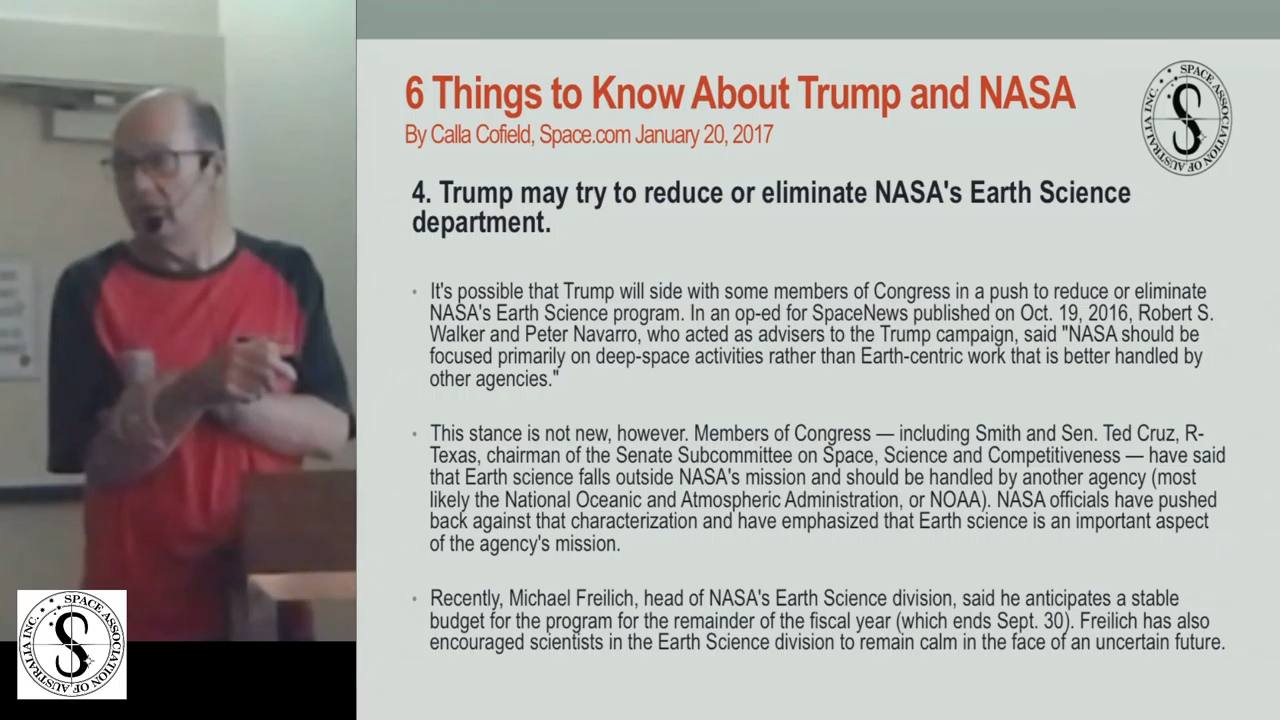 6 Things to Know About Trump and NASA
By Calla Cofield, Space.com January 20, 2017
SPACE ASSOCIATION OF AUSTRALIA INC.
S
4. Trump may try to reduce or eliminate NASA's Earth Science
department.
• It's possible that Trump will side with some members of Congress in a push to reduce or eliminate
NASA's Earth Science program. In an op-ed for SpaceNews published on Oct. 19, 2016, Robert S.
Walker and Peter Navarro, who acted as advisers to the Trump campaign, said "NASA should be
focused primarily on deep-space activities rather than Earth-centric work that is better handled by
other agencies."
• This stance is not new, however. Members of Congress — including Smith and Sen. Ted Cruz, R-
Texas, chairman of the Senate Subcommittee on Space, Science and Competitiveness — have said
that Earth science falls outside NASA's mission and should be handled by another agency (most
likely the National Oceanic and Atmospheric Administration, or NOAA). NASA officials have pushed
back against that characterization and have emphasized that Earth science is an important aspect
of the agency's mission.
• Recently, Michael Freilich, head of NASA's Earth Science division, said he anticipates a stable
budget for the program for the remainder of the fiscal year (which ends Sept. 30). Freilich has also
encouraged scientists in the Earth Science division to remain calm in the face of an uncertain future.
SPACE ASSOCIATION OF AUSTRALIA INC.
S